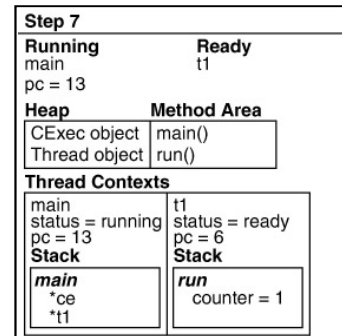 Step 7
Running Ready
main t1
pc = 13
Heap Method Area
CExec object main()
Thread object run()
Thread Contexts
main t1
status = running status = ready
pc = 13 pc = 6
Stack Stack
main run
*ce counter = 1
*t1